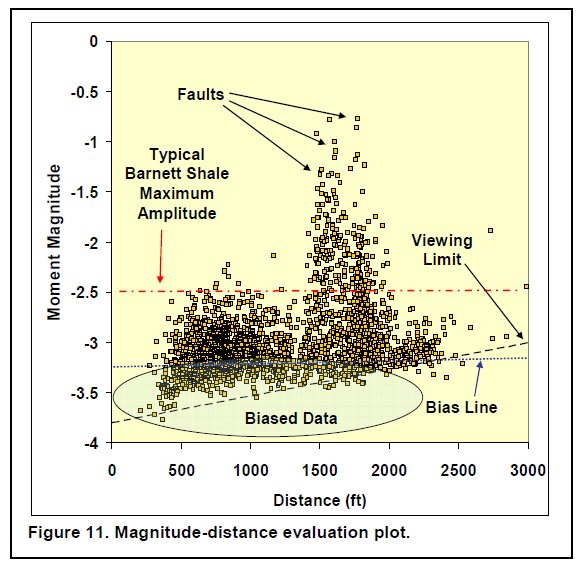 0
-0.5
-1
-1.5
-2
-2.5
-3
-3.5
-4
Moment Magnitude
Faults
Typical
Barnett Shale
Maximum
Amplitude
Viewing
Limit
Biased Data
Bias Line
0 500 1000 1500 2000 2500 3000
Distance (ft)
Figure 11. Magnitude-distance evaluation plot.